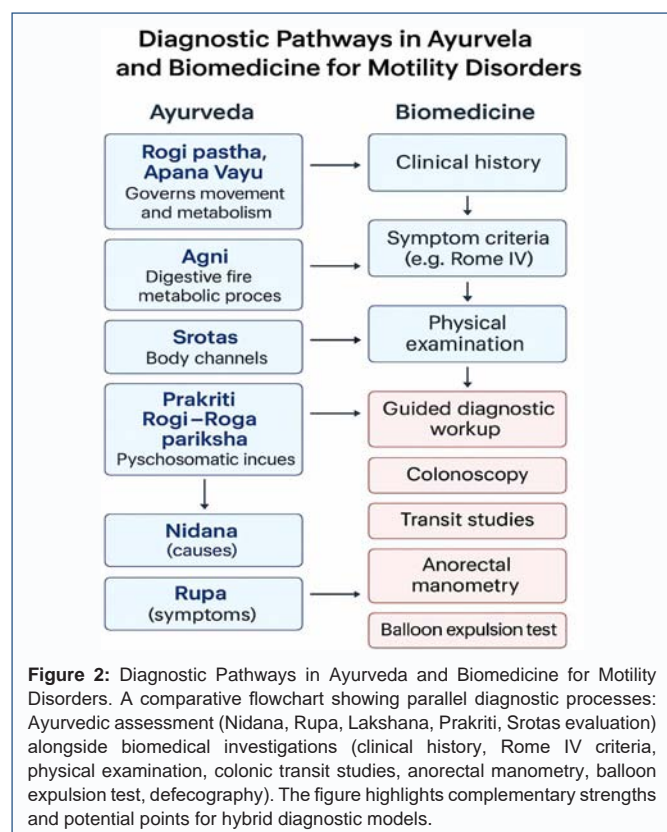 Diagnostic Pathways in Ayurvela
and Biomedicine for Motility Disorders
Ayurveda
Rogi pastha,
Apana Vayu
Governs movement
and metabolism
Agni
Digestive fire
metabolic proces
Srotas
Body channels
Prakriti
Rogi–Roga
pariksha
Pyschosomatic incues
Nidana
(causes)
Rupa
(symptoms)
Biomedicine
Clinical history
Symptom criteria
(e.g. Rome IV)
Physical
examination
Guided diagnostic
workup
Colonoscopy
Transit studies
Anorectal
manometry
Balloon expulsion test
Figure 2: Diagnostic Pathways in Ayurveda and Biomedicine for Motility
Disorders. A comparative flowchart showing parallel diagnostic processes:
Ayurvedic assessment (Nidana, Rupa, Lakshana, Prakriti, Srotas evaluation)
alongside biomedical investigations (clinical history, Rome IV criteria,
physical examination, colonic transit studies, anorectal manometry, balloon
expulsion test, defecography). The figure highlights complementary strengths
and potential points for hybrid diagnostic models.